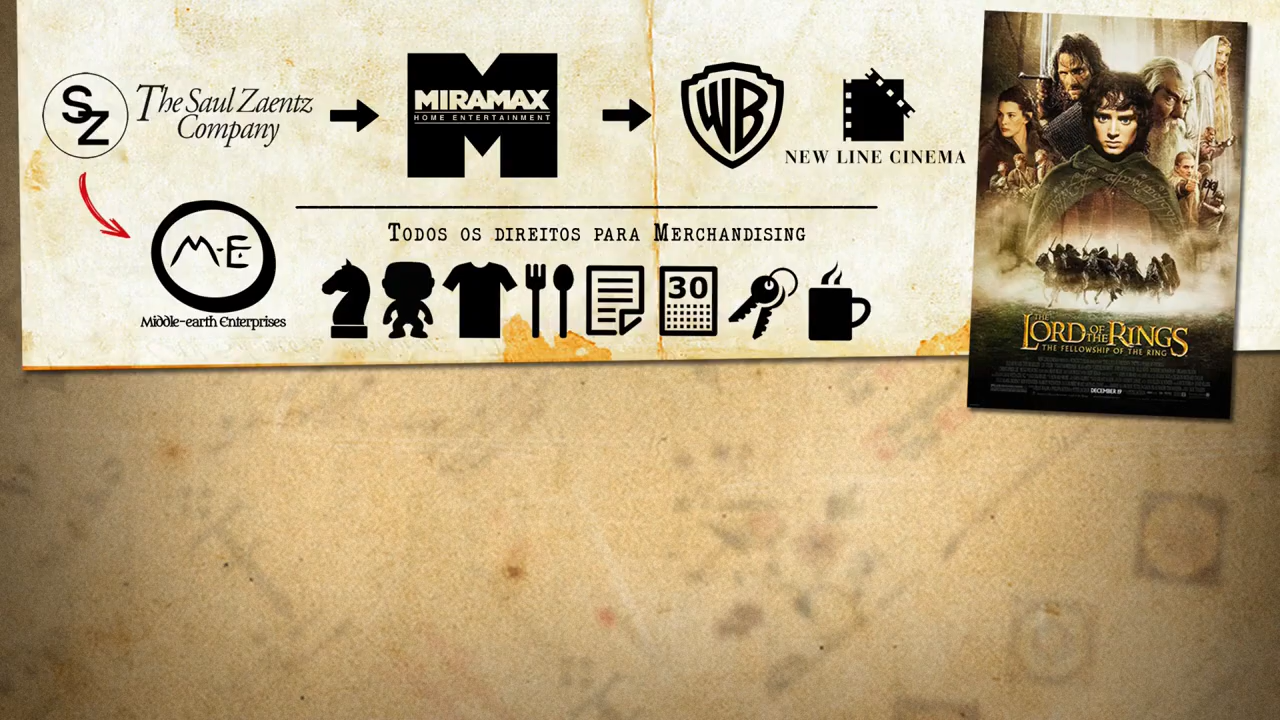 SZ
The Saul Zaentz
Company
MIRAMAX
HOME ENTERTAINMENT
WB
NEW LINE CINEMA
M-E
Middle-earth Enterprises
Todos os direitos para Merchandising
30
THE
LORD OF THE RINGS
THE FELLOWSHIP OF THE RING
DECEMBER 19